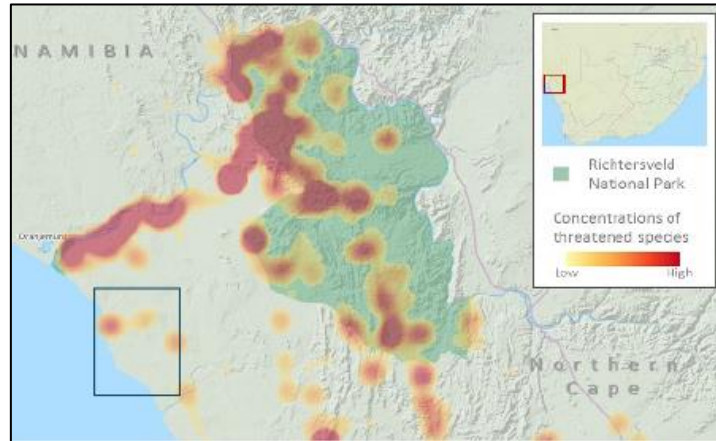 NAMIBIA
Richtersveld
National Park
Concentrations of
threatened species
Low
High
Oranjemund
Northern
Cape